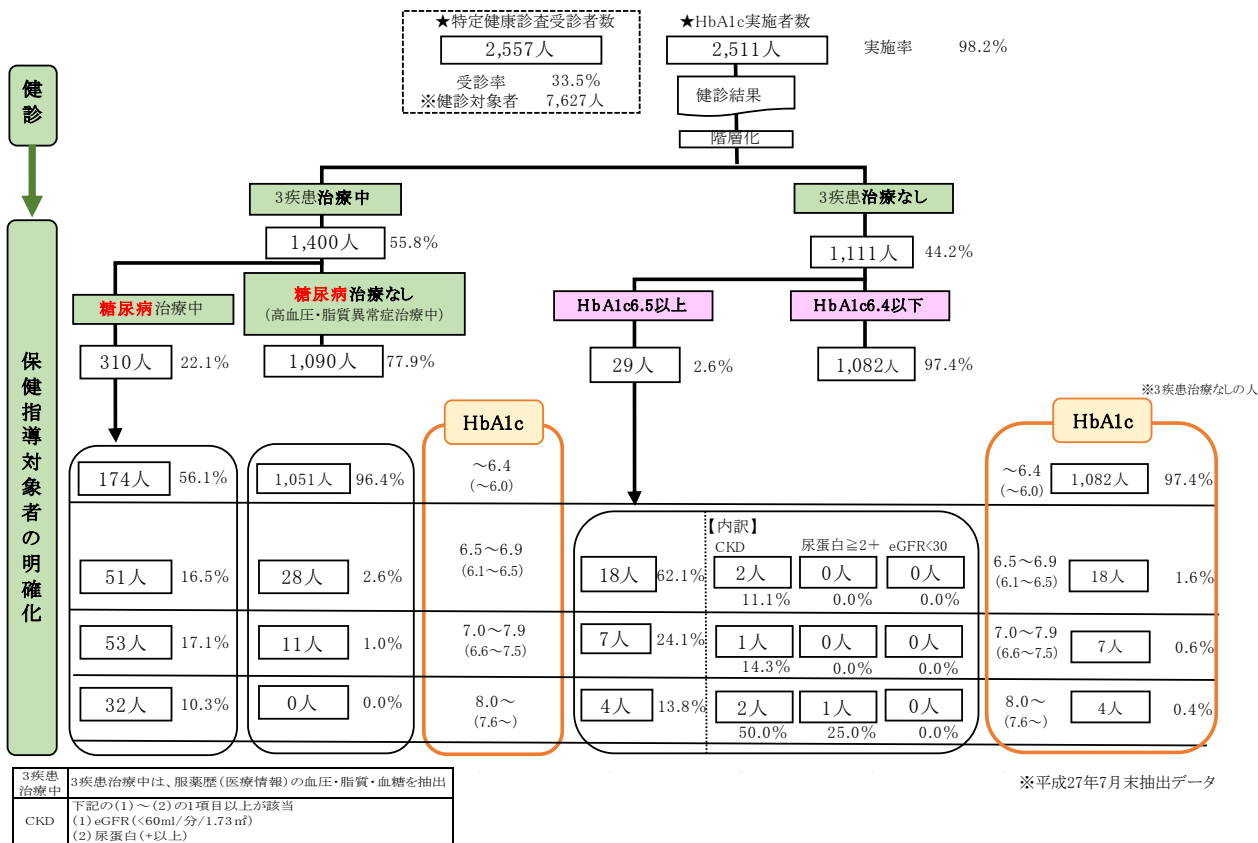 ★特定健康診査受診者数
2,557人
受診率 33.5%
※健診対象者 7,627人
★HbA1c実施者数
2,511人
実施率 98.2%
健診結果
階層化
健診
保健指導対象者の明確化
3疾患治療中
1,400人 55.8%
3疾患治療なし
1,111人 44.2%
糖尿病治療中
310人 22.1%
糖尿病治療なし
(高血圧・脂質異常症治療中)
1,090人 77.9%
HbA1c6.5以上
29人 2.6%
HbA1c6.4以下
1,082人 97.4%
※3疾患治療なしの人
HbA1c
HbA1c
174人 56.1%
1,051人 96.4%
~6.4
(~6.0)
~6.4
(~6.0)
1,082人 97.4%
【内訳】
CKD 尿蛋白≧2+ eGFR<30
51人 16.5%
28人 2.6%
6.5~6.9
(6.1~6.5)
18人 62.1%
2人 0人 0人
11.1% 0.0% 0.0%
6.5~6.9
(6.1~6.5)
18人 1.6%
53人 17.1%
11人 1.0%
7.0~7.9
(6.6~7.5)
7人 24.1%
1人 0人 0人
14.3% 0.0% 0.0%
7.0~7.9
(6.6~7.5)
7人 0.6%
32人 10.3%
0人 0.0%
8.0~
(7.6~)
4人 13.8%
2人 1人 0人
50.0% 25.0% 0.0%
8.0~
(7.6~)
4人 0.4%
3疾患
治療中
3疾患治療中は、服薬歴(医療情報)の血圧・脂質・血糖を抽出
CKD
下記の(1)~(2)の1項目以上が該当
(1)eGFR(<60ml/分/1.73㎡)
(2)尿蛋白(+以上)
※平成27年7月末抽出データ